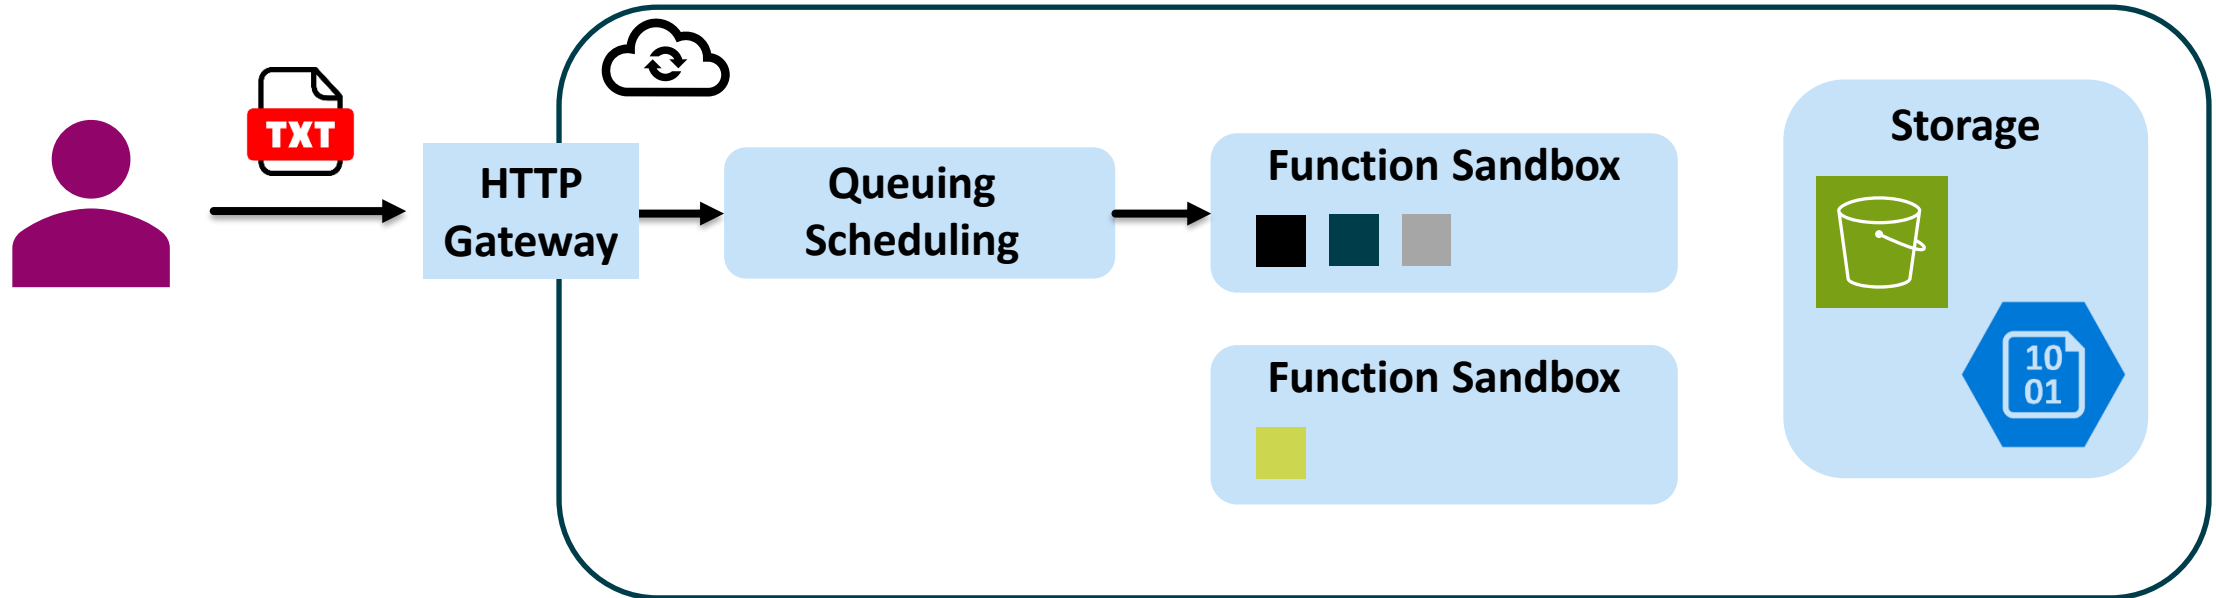 TXT
HTTP
Gateway
Queuing
Scheduling
Function Sandbox
Function Sandbox
Storage
10
01